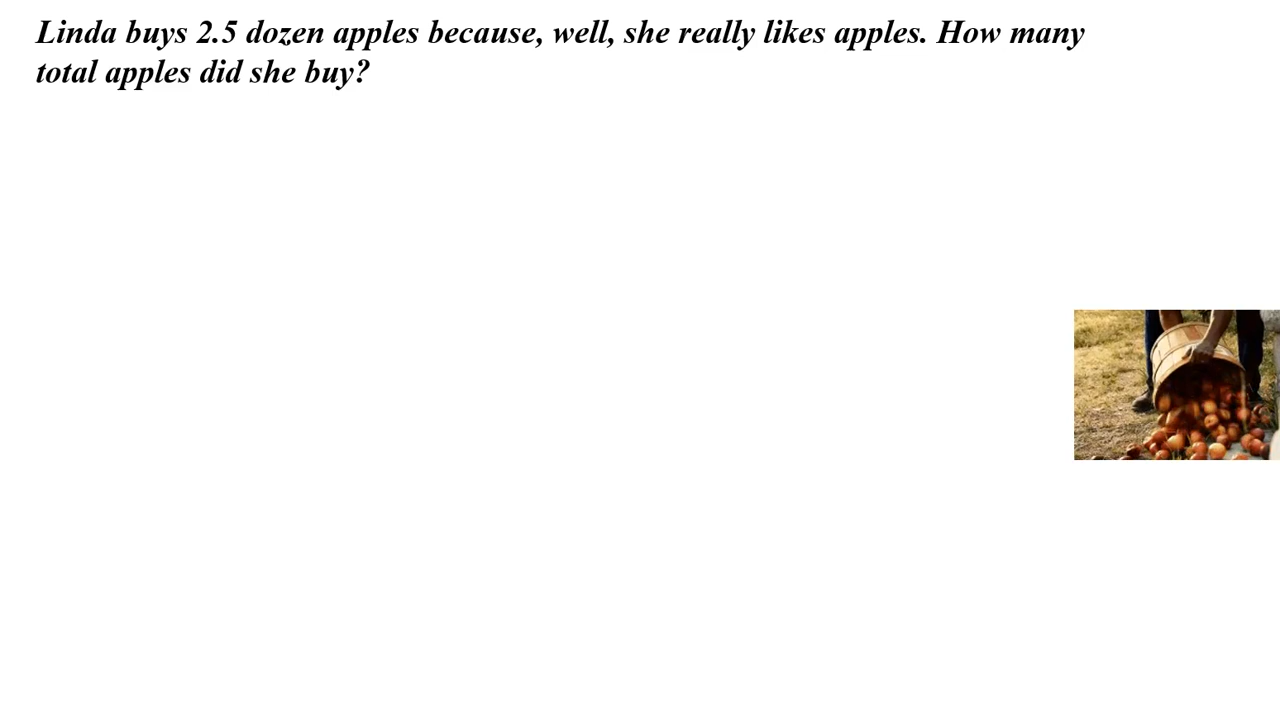 Linda buys 2.5 dozen apples because, well, she really likes apples. How many
total apples did she buy?